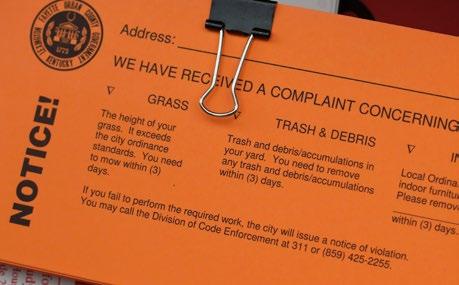 FAYETTE URBAN COUNTY GOVERNMENT
LEXINGTON KENTUCKY
1775
Address:
WE HAVE RECEIVED A COMPLAINT CONCERNING
NOTICE!
GRASS
The height of your
grass. It exceeds
the city ordinance
standards. You need
to mow within (3)
days.
TRASH & DEBRIS
Trash and debris/accumulations in
your yard. You need to remove
any trash and debris/accumulations
within (3) days.
IN
Local Ordin
indoor furnitu
Please remov
within (3) days.
If you fail to perform the required work, the city will issue a notice of violation.
You may call the Division of Code Enforcement at 311 or (859) 425-2255.